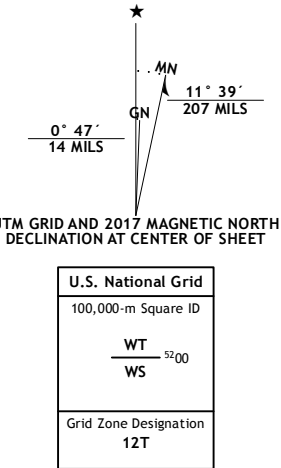 ★
MN
11° 39´
207 MILS
GN
0° 47´
14 MILS
UTM GRID AND 2017 MAGNETIC NORTH
DECLINATION AT CENTER OF SHEET
U.S. National Grid
100,000-m Square ID
WT
5200
WS
Grid Zone Designation
12T